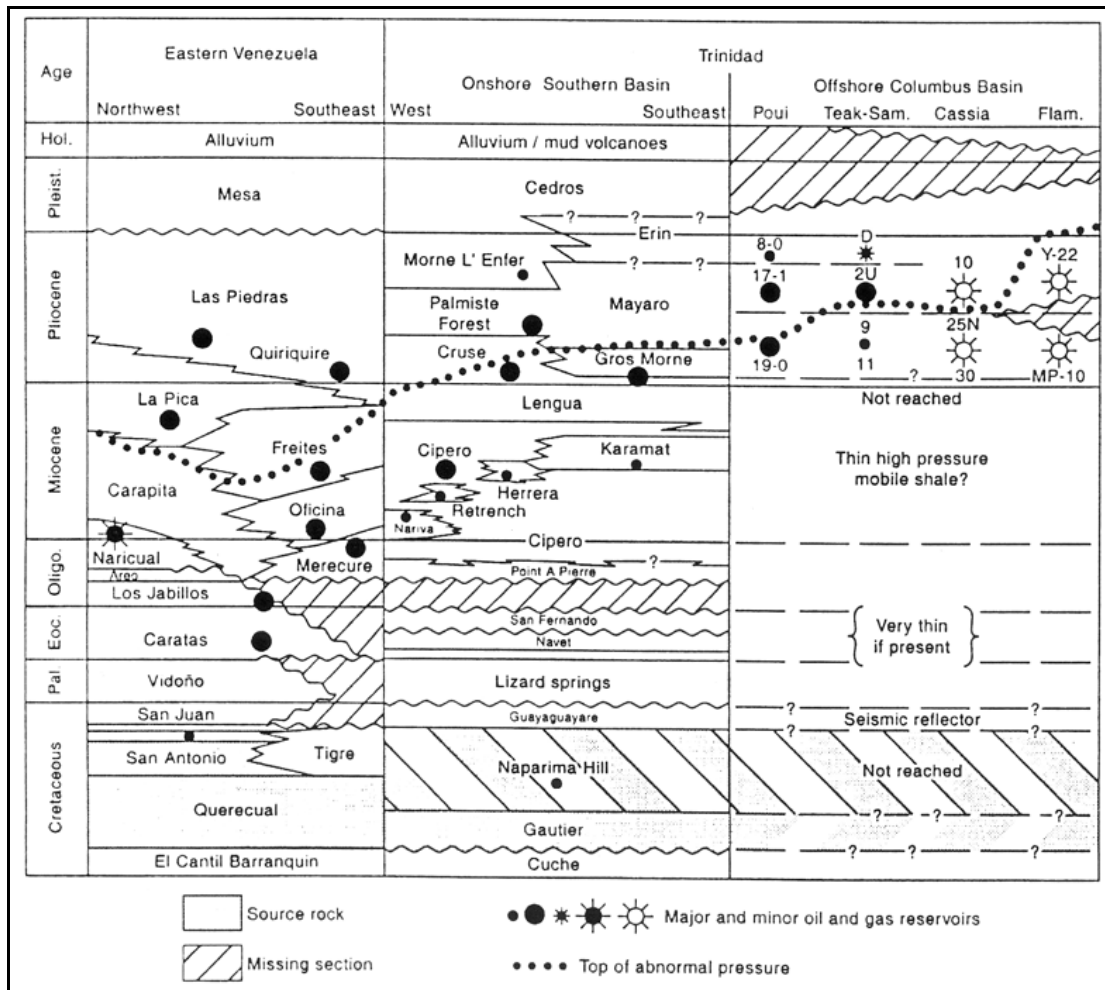 Age
Eastern Venezuela
Northwest
Southeast
Trinidad
Onshore Southern Basin
West
Southeast
Offshore Columbus Basin
Poui
Teak-Sam.
Cassia
Flam.
Hol.
Alluvium
Alluvium / mud volcanoes
Pleist.
Mesa
Cedros
? ? ?
Erin
Pliocene
Las Piedras
Quiriquire
Morne L' Enfer
? ?
Palmiste
Forest
Mayaro
Cruse
Gros Morne
8-0
17-1
19-0
D
2U
9
11
10
25N
30
Y-22
MP-10
?
Not reached
Miocene
La Pica
Freites
Carapita
Oficina
Lengua
Cipero
Karamat
Herrera
Retrench
Nariva
Thin high pressure
mobile shale?
Oligo.
Naricual
Areo
Los Jabillos
Merecure
Cipero
?
Point A Pierre
Eoc.
Caratas
San Fernando
Navet
Very thin
if present
Pal.
Vidoño
Lizard springs
Cretaceous
San Juan
San Antonio
Tigre
Querecual
El Cantil Barranquin
Guayaguayare
Naparima Hill
Gautier
Cuche
? ? ?
Seismic reflector
? ? ?
Not reached
? ? ?
? ? ? ?
Source rock
Missing section
Major and minor oil and gas reservoirs
Top of abnormal pressure